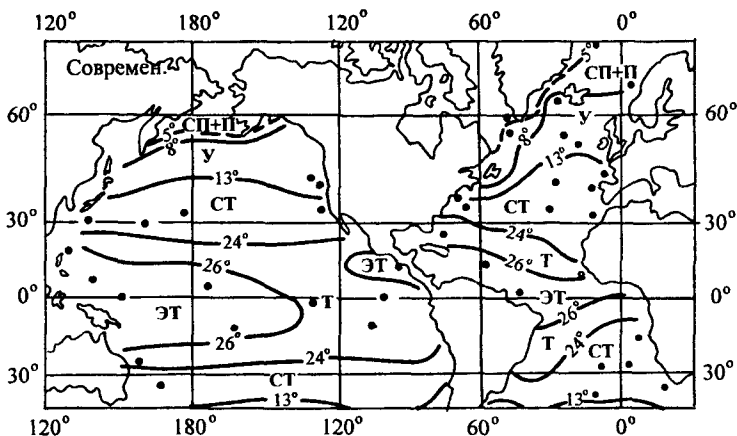 120° 180° 120° 60° 0°
Современ.
СП+П
60° 5° СП+П 60°
8° У 8°
У 5°
13° 13°
СТ СТ
30° 24° 24° 30°
26° ЭТ 26° Т
0° ЭТ Т ЭТ 0°
26° 26°
24° Т 24° СТ
30° СТ 30°
13° 13°
120° 180° 120° 60° 0°